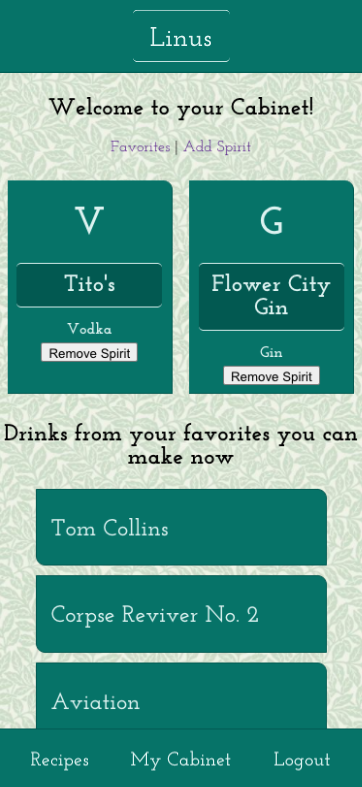 Linus
Welcome to your Cabinet!
Favorites | Add Spirit
V
Tito's
Vodka
Remove Spirit
G
Flower City
Gin
Gin
Remove Spirit
Drinks from your favorites you can
make now
Tom Collins
Corpse Reviver No. 2
Aviation
Recipes
My Cabinet
Logout